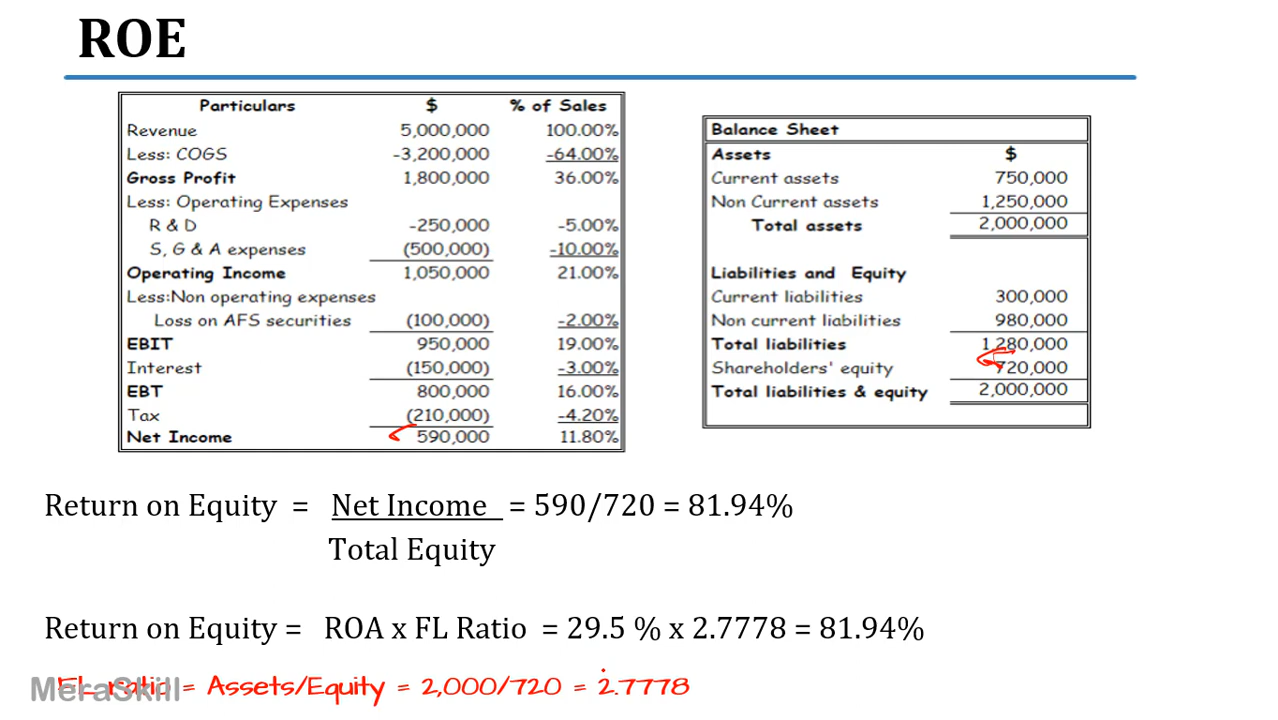 ROE
Particulars $ % of Sales
Revenue 5,000,000 100.00%
Less: COGS -3,200,000 -64.00%
Gross Profit 1,800,000 36.00%
Less: Operating Expenses
R & D -250,000 -5.00%
S, G & A expenses (500,000) -10.00%
Operating Income 1,050,000 21.00%
Less:Non operating expenses
Loss on AFS securities (100,000) -2.00%
EBIT 950,000 19.00%
Interest (150,000) -3.00%
EBT 800,000 16.00%
Tax (210,000) -4.20%
Net Income 590,000 11.80%
Balance Sheet
Assets $
Current assets 750,000
Non Current assets 1,250,000
Total assets 2,000,000
Liabilities and Equity
Current liabilities 300,000
Non current liabilities 980,000
Total liabilities 1,280,000
Shareholders' equity 720,000
Total liabilities & equity 2,000,000
Return on Equity = Net Income = 590/720 = 81.94%
Total Equity
Return on Equity = ROA x FL Ratio = 29.5 % x 2.7778 = 81.94%
FL ratio = Assets/Equity = 2,000/720 = 2.7778
MeraSkill